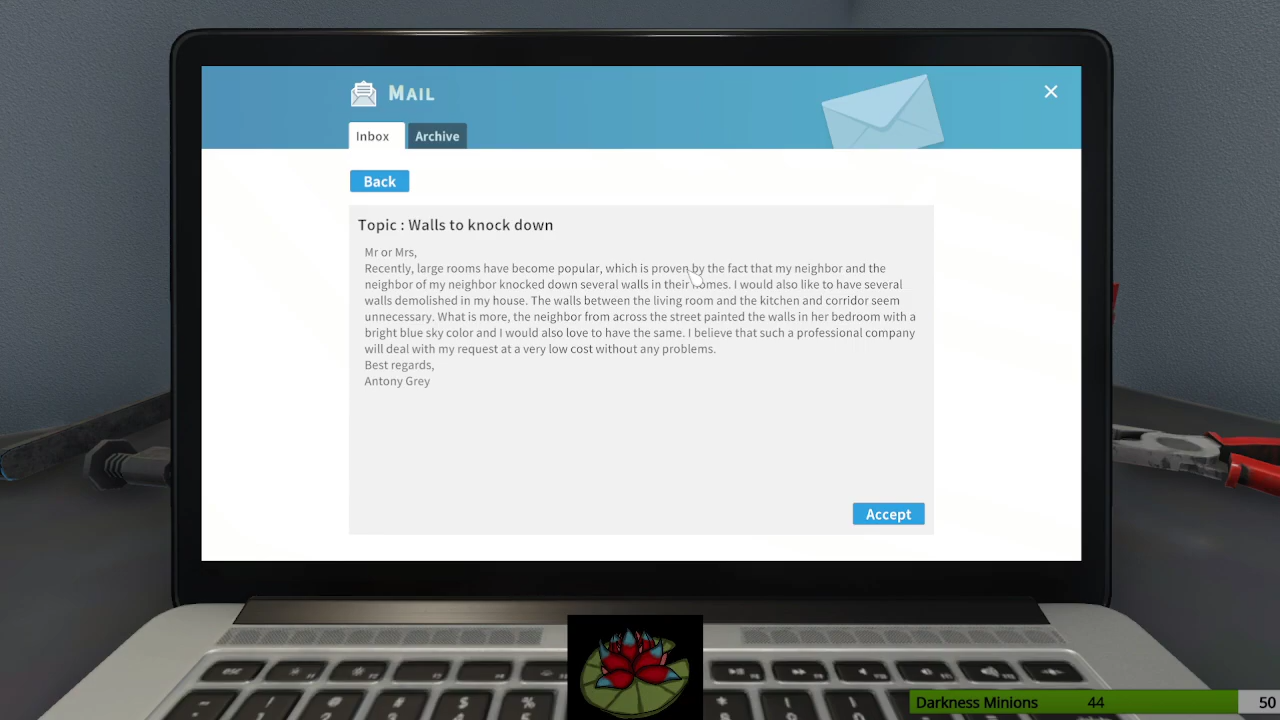 MAIL
Inbox
Archive
Back
Topic : Walls to knock down
Mr or Mrs,
Recently, large rooms have become popular, which is proven by the fact that my neighbor and the
neighbor of my neighbor knocked down several walls in their homes. I would also like to have several
walls demolished in my house. The walls between the living room and the kitchen and corridor seem
unnecessary. What is more, the neighbor from across the street painted the walls in her bedroom with a
bright blue sky color and I would also love to have the same. I believe that such a professional company
will deal with my request at a very low cost without any problems.
Best regards,
Antony Grey
Accept
Darkness Minions 44 50